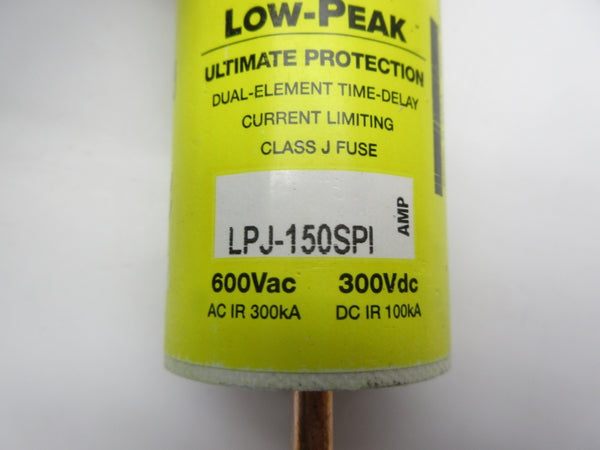 LOW-PEAK
ULTIMATE PROTECTION
DUAL-ELEMENT TIME-DELAY
CURRENT LIMITING
CLASS J FUSE
LPJ-150SPI AMP
600Vac 300Vdc
AC IR 300kA DC IR 100kA